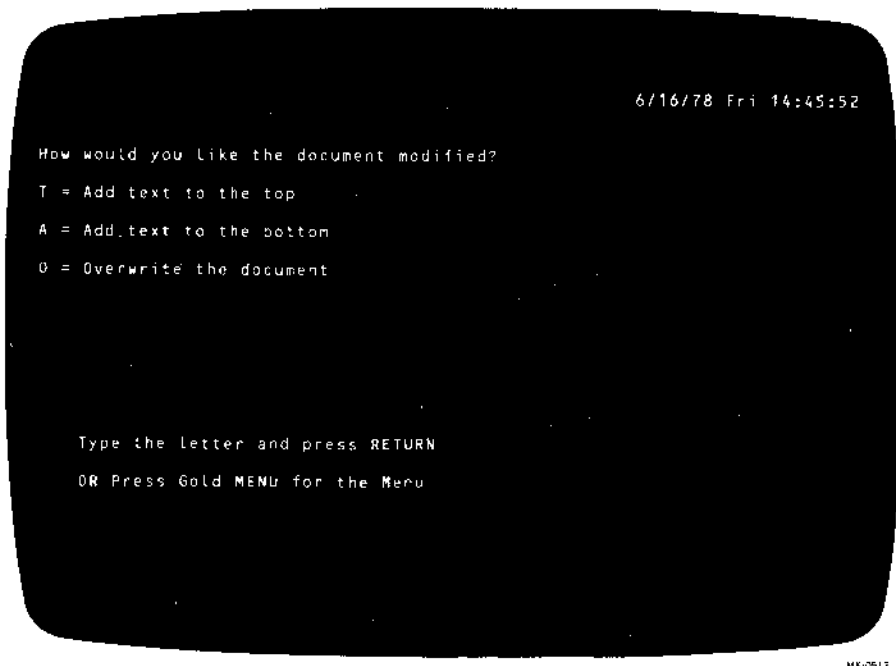 6/16/78 Fri 14:45:52
How would you like the document modified?
T = Add text to the top
A = Add text to the bottom
O = Overwrite the document
Type the letter and press RETURN
OR Press Gold MENU for the Menu
MK-0513